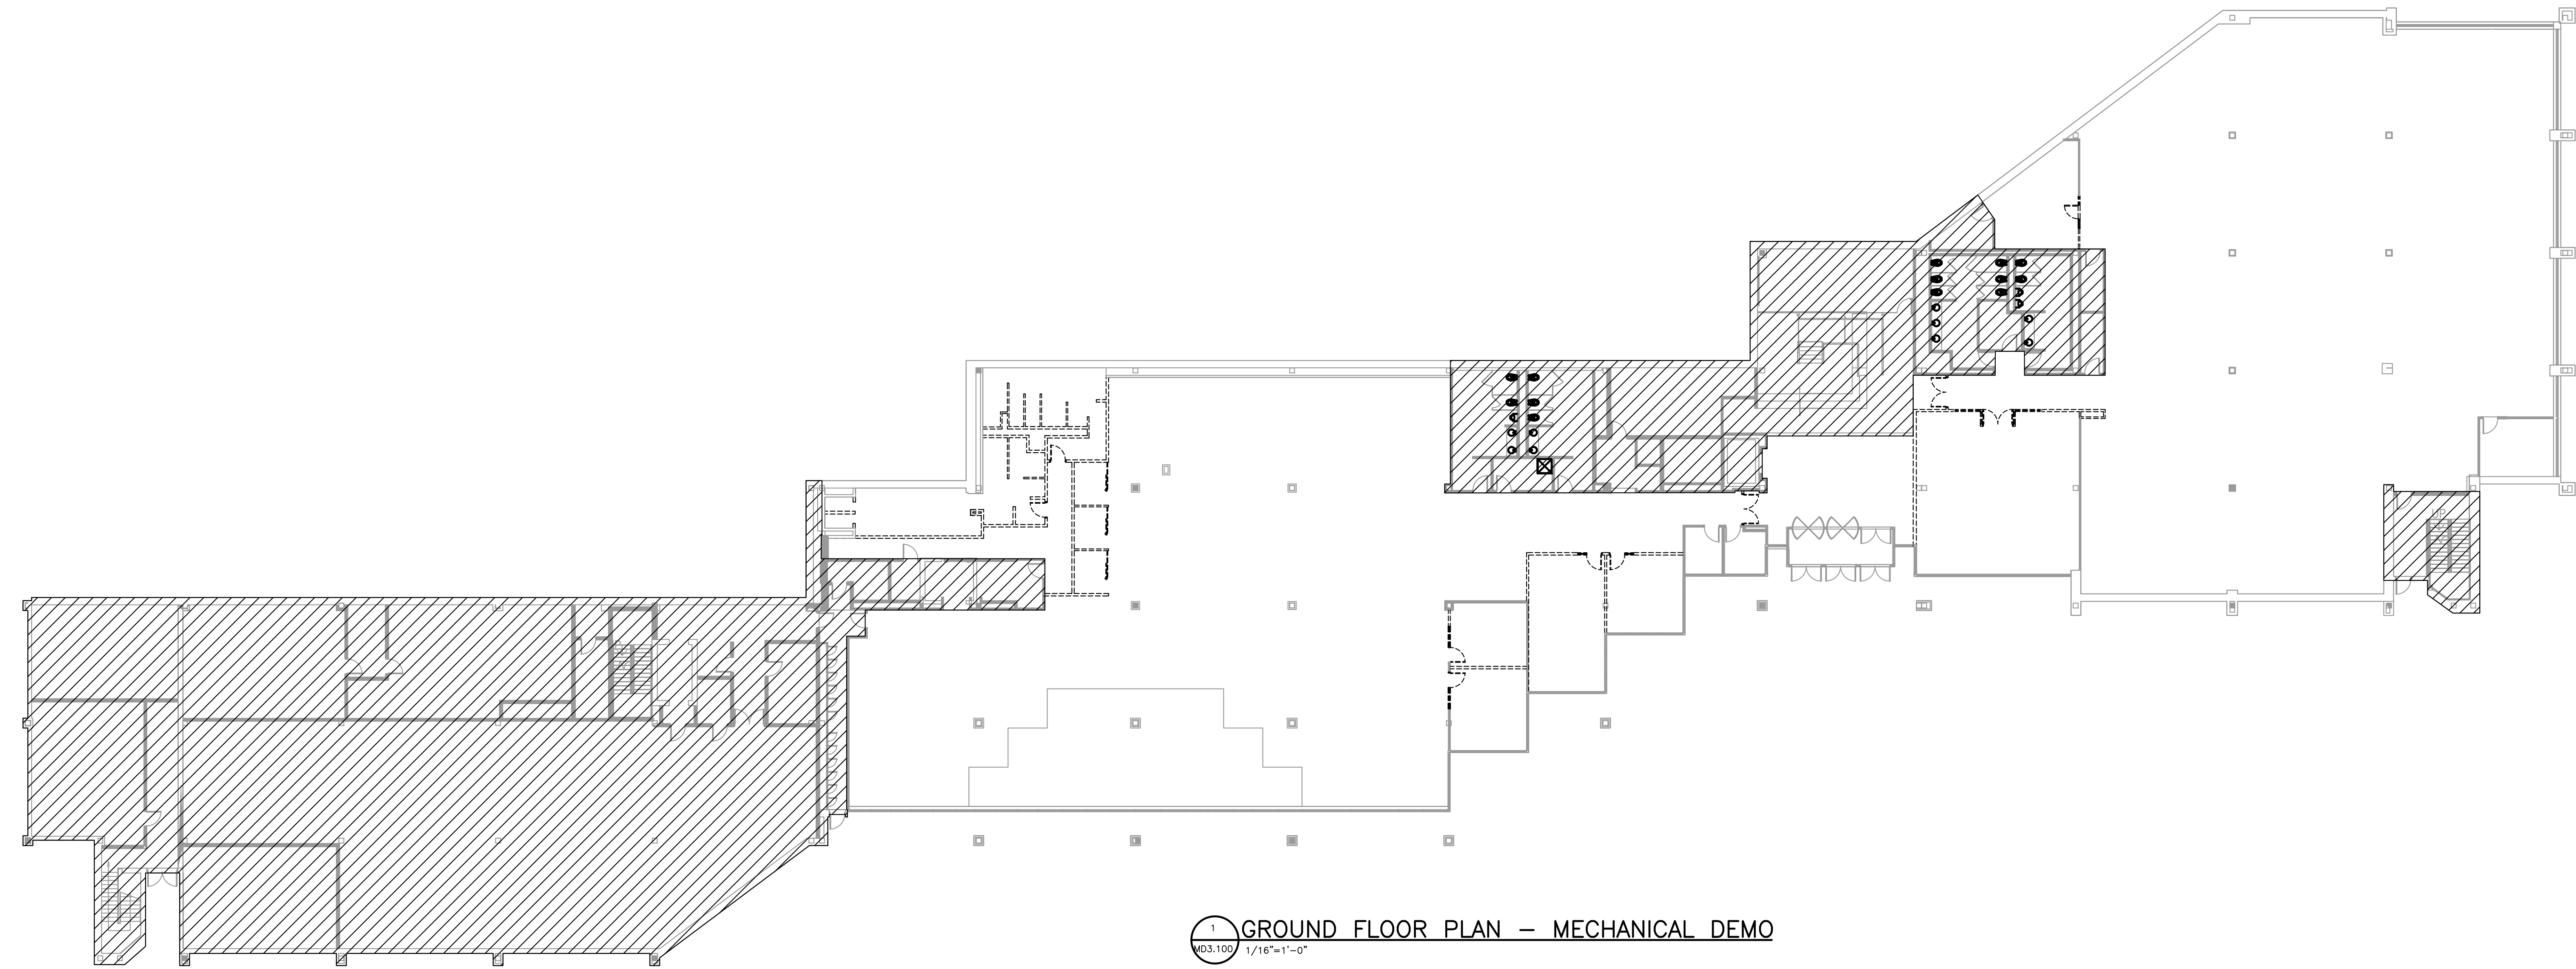 UP
1
GROUND FLOOR PLAN – MECHANICAL DEMO
MD3.100
1/16"=1'-0"